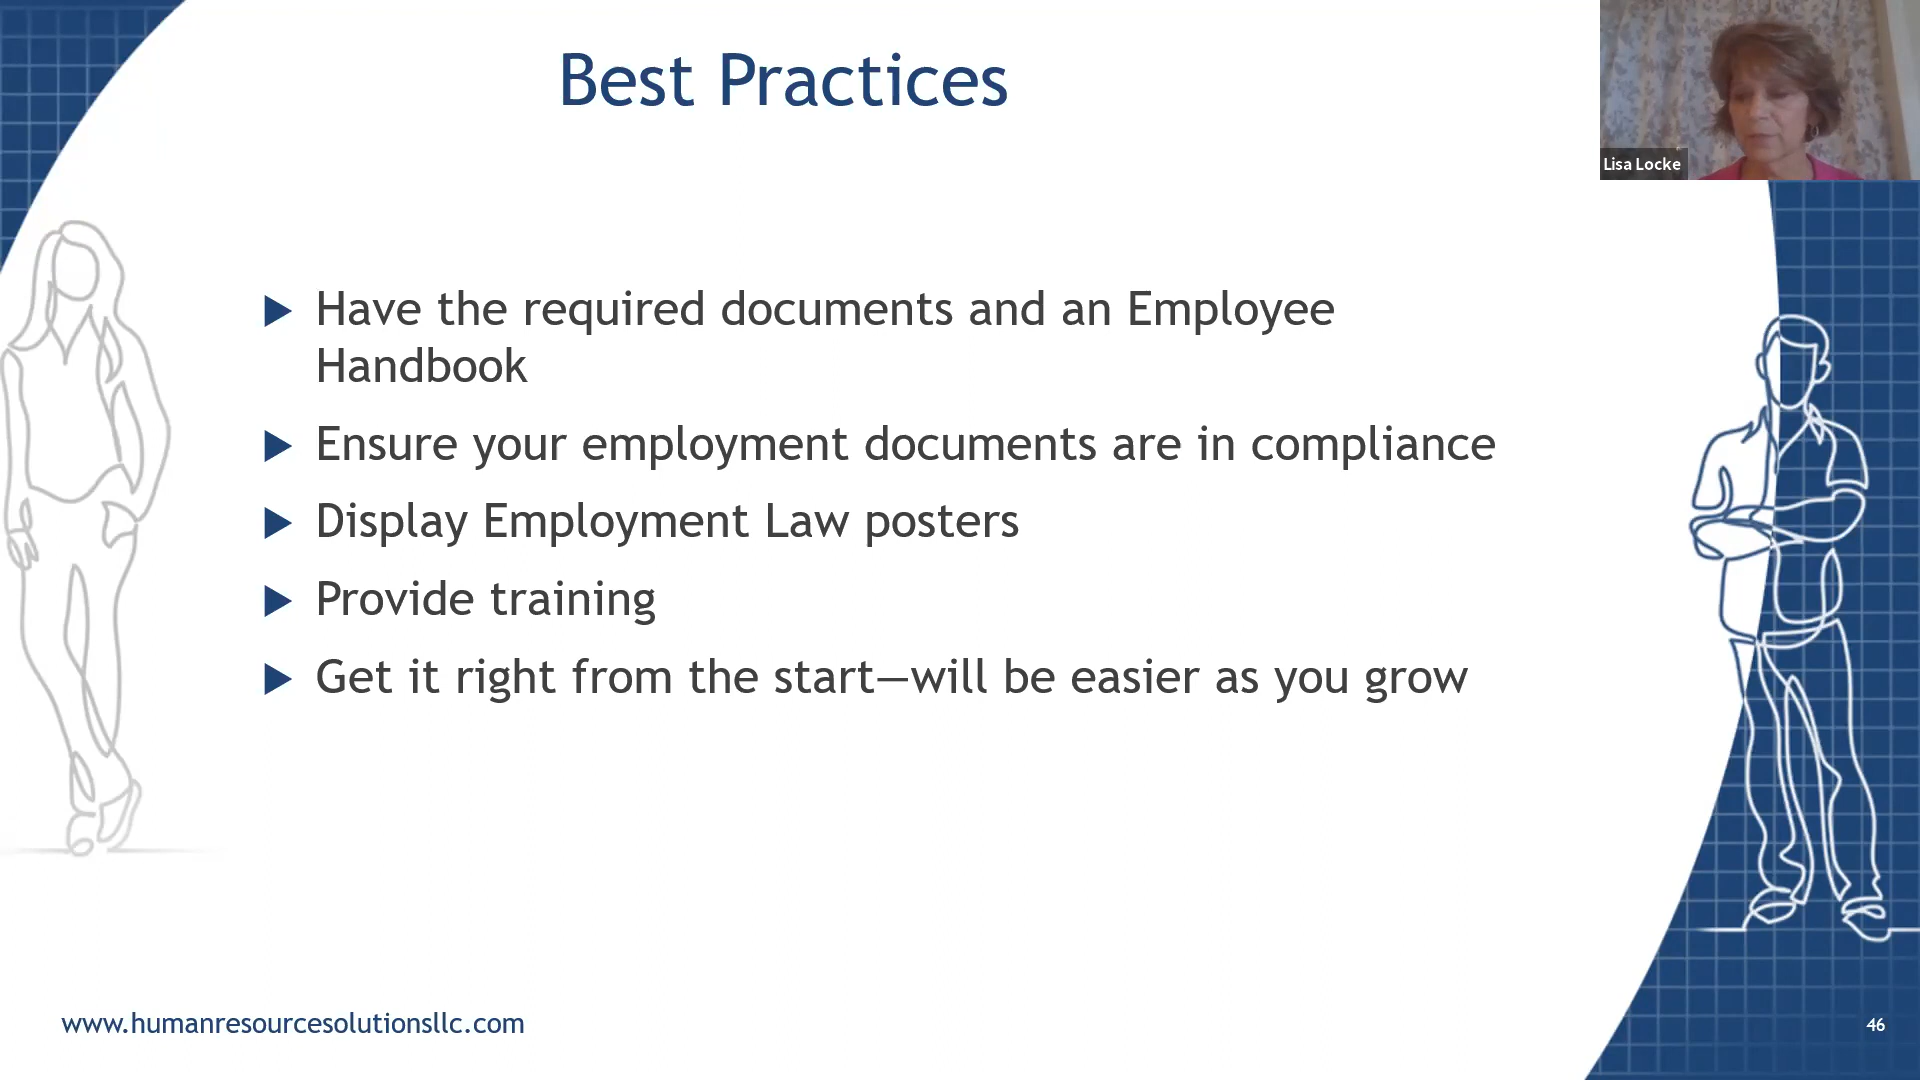 Best Practices
Lisa Locke
Have the required documents and an Employee
Handbook
Ensure your employment documents are in compliance
Display Employment Law posters
Provide training
Get it right from the start—will be easier as you grow
www.humanresourcesolutionsllc.com
46